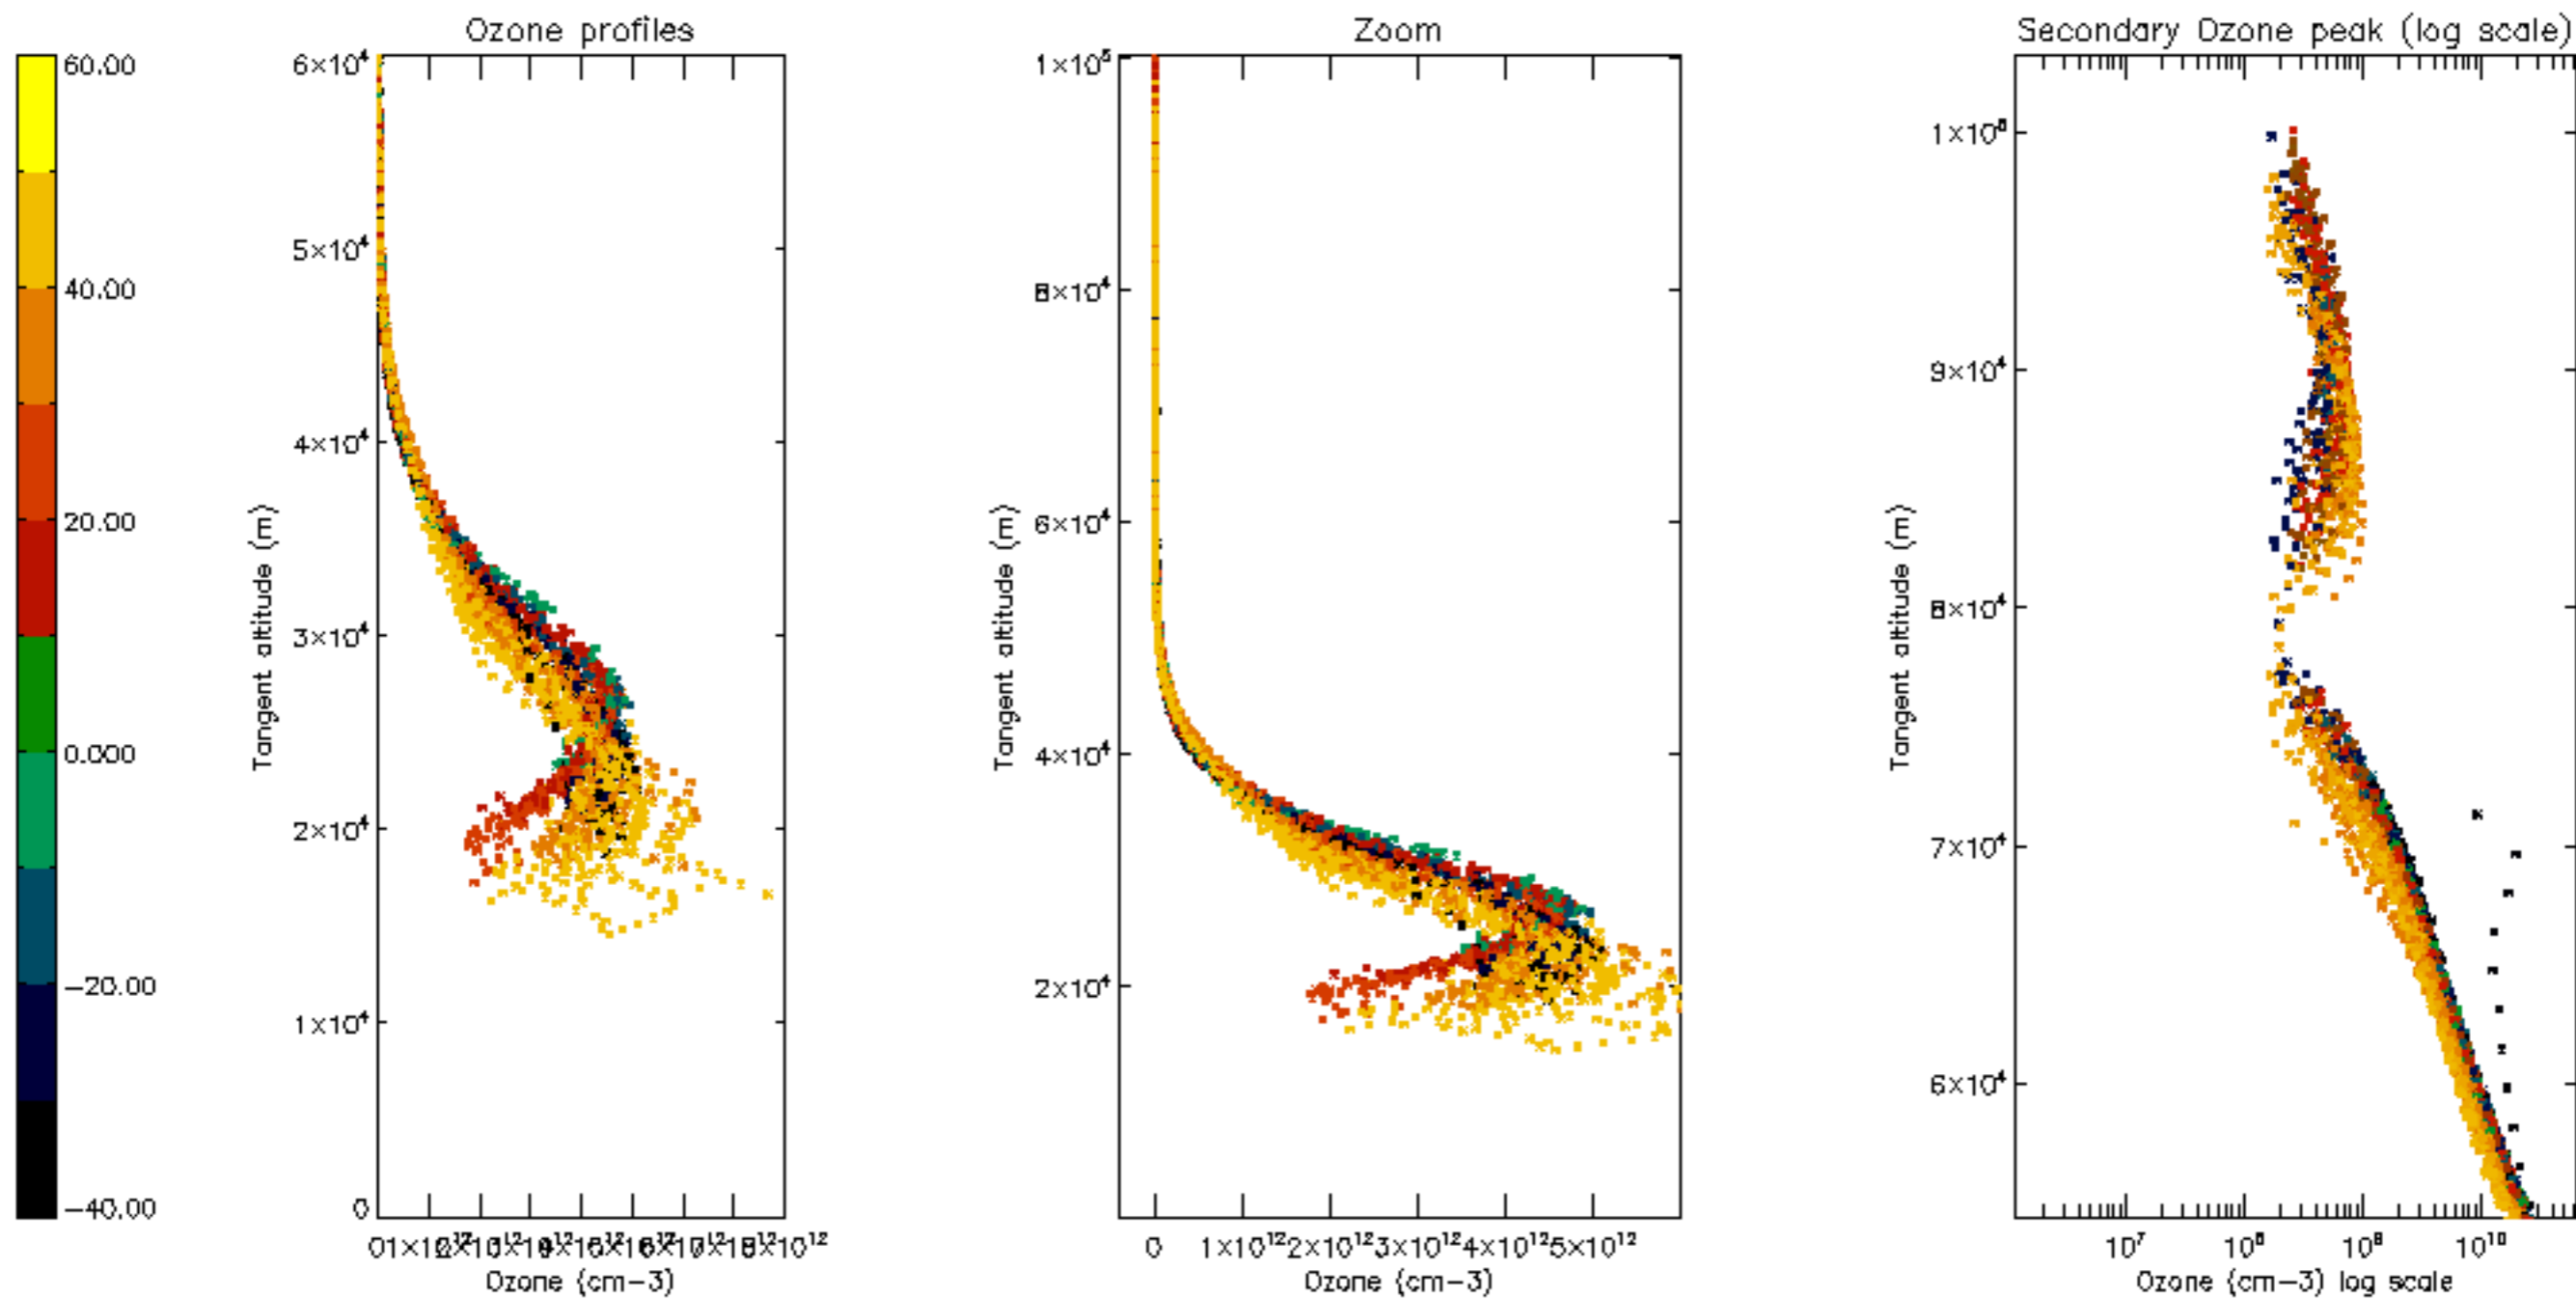 Ozone profiles
Zoom
Secondary Ozone peak (log scale)
60.00
40.00
20.00
0.000
-20.00
-40.00
6×10⁴
5×10⁴
4×10⁴
3×10⁴
2×10⁴
1×10⁴
0
Tangent altitude (m)
Ozone (cm-3)
1×10⁵
8×10⁴
6×10⁴
4×10⁴
2×10⁴
Tangent altitude (m)
0 1×10¹² 2×10¹² 3×10¹² 4×10¹² 5×10¹²
Ozone (cm-3)
9×10⁴
8×10⁴
7×10⁴
6×10⁴
Tangent altitude (m)
10⁷ 10⁸ 10⁹ 10¹⁰
Ozone (cm-3) log scale